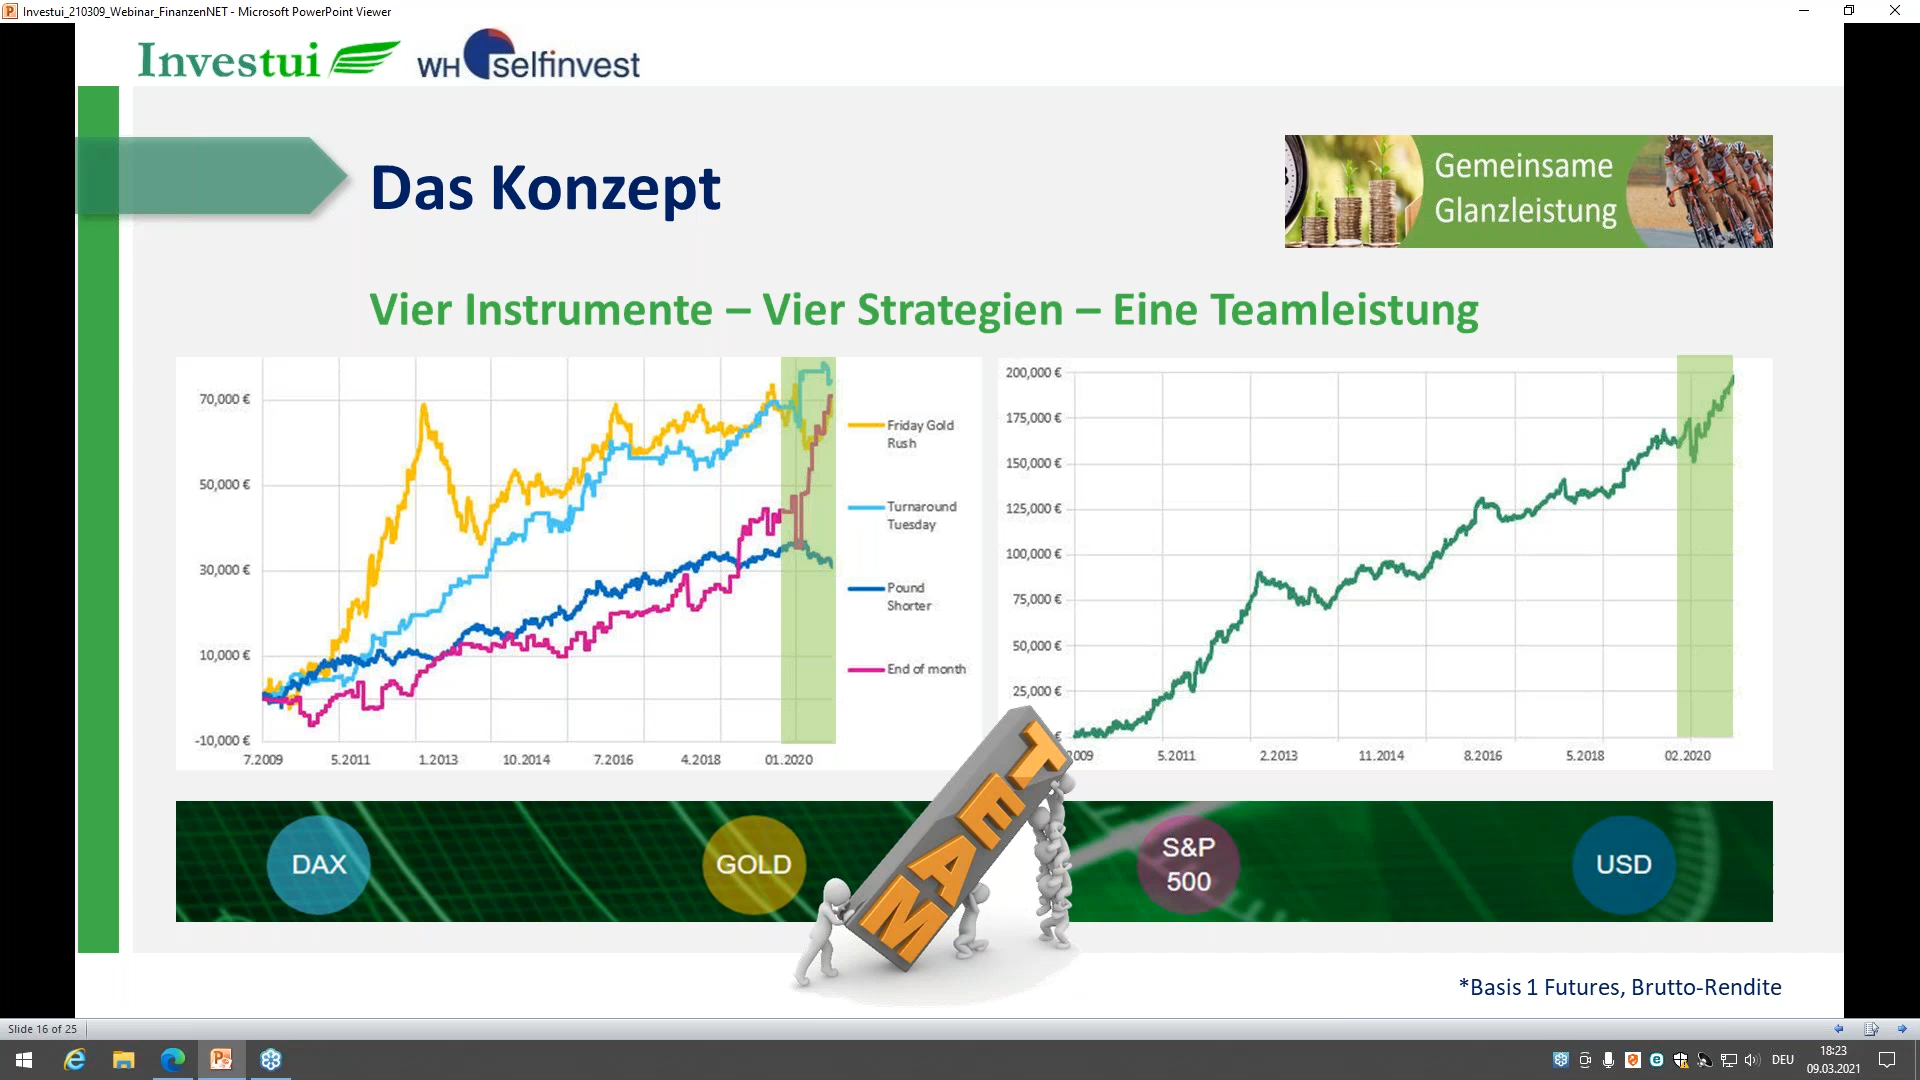 Investui_210309_Webinar_FinanzenNET - Microsoft PowerPoint Viewer
Investui
WH selfinvest
Das Konzept
Gemeinsame
Glanzleistung
Vier Instrumente – Vier Strategien – Eine Teamleistung
70,000 €
50,000 €
30,000 €
10,000 €
-10,000 €
7.2009
5.2011
1.2013
10.2014
7.2016
4.2018
01.2020
Friday Gold
Rush
Turnaround
Tuesday
Pound
Shorter
End of month
200,000 €
175,000 €
150,000 €
125,000 €
100,000 €
75,000 €
50,000 €
25,000 €
€
2009
5.2011
2.2013
11.2014
8.2016
5.2018
02.2020
TEAM
DAX
GOLD
S&P
500
USD
*Basis 1 Futures, Brutto-Rendite
Slide 16 of 25
DEU
18:23
09.03.2021